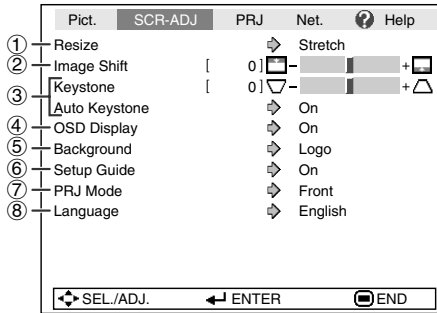 Pict. SCR-ADJ PRJ Net. ? Help
① Resize Stretch
② Image Shift [ 0 ] − +
③ Keystone [ 0 ] − +
Auto Keystone On
④ OSD Display On
⑤ Background Logo
⑥ Setup Guide On
⑦ PRJ Mode Front
⑧ Language English
SEL./ADJ. ENTER END